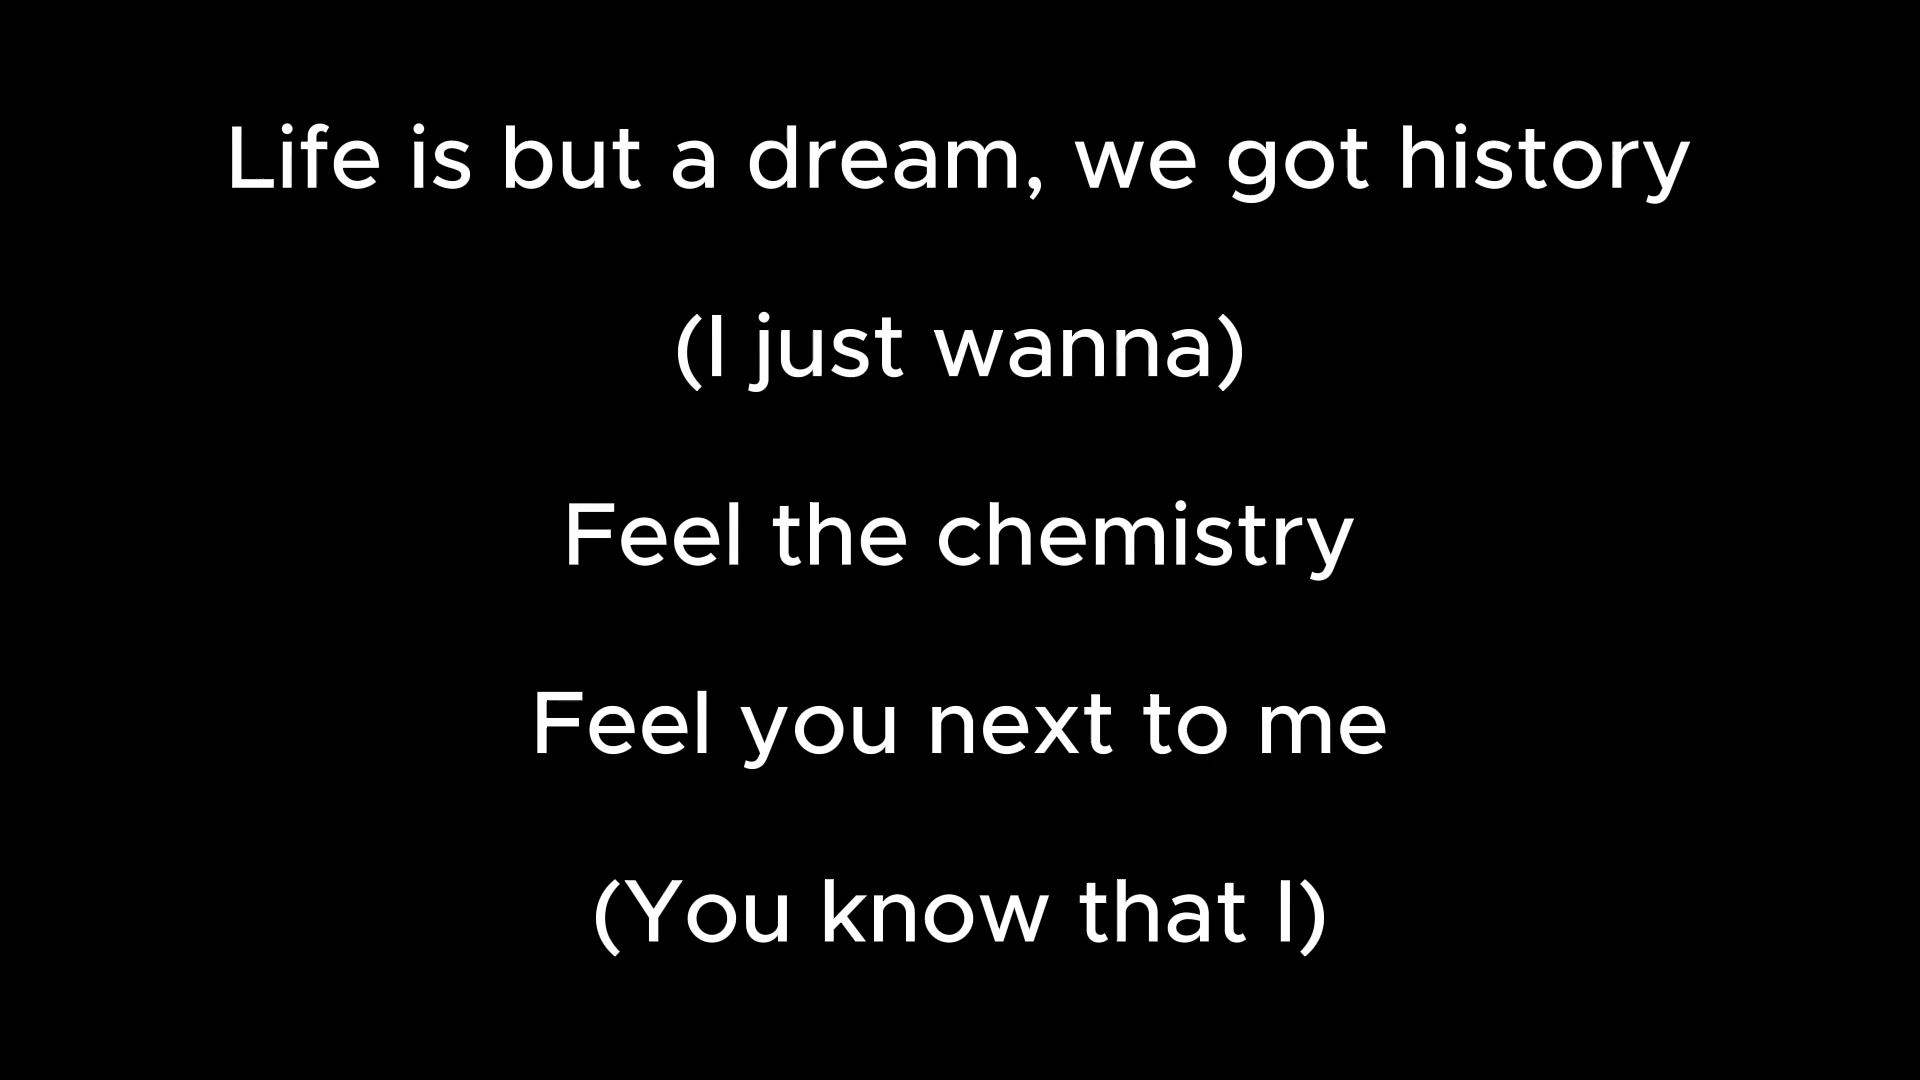 Life is but a dream, we got history
(I just wanna)
Feel the chemistry
Feel you next to me
(You know that I)